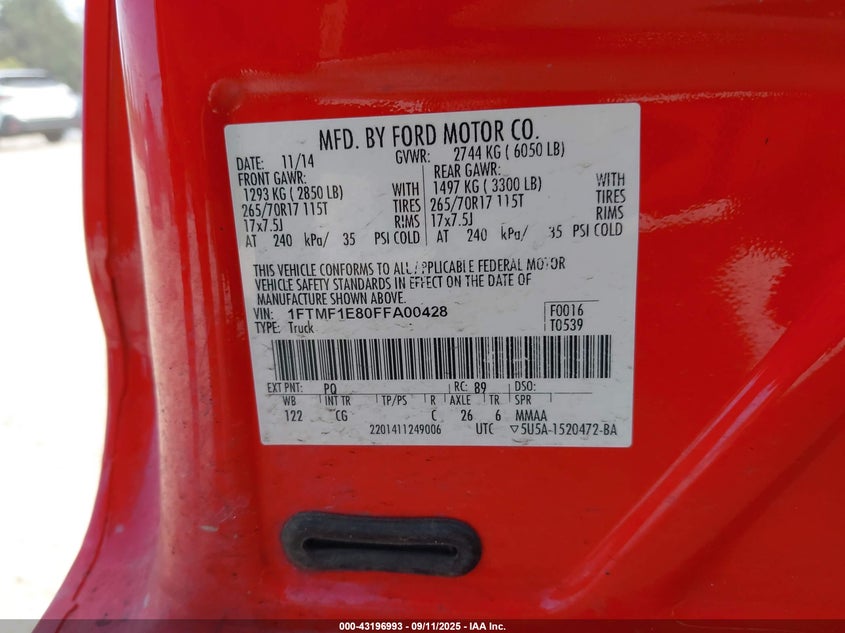 MFD. BY FORD MOTOR CO.
DATE: 11/14 GVWR: 2744 KG ( 6050 LB)
FRONT GAWR: REAR GAWR:
1293 KG ( 2850 LB) WITH 1497 KG ( 3300 LB) WITH
265/70R17 115T TIRES 265/70R17 115T TIRES
17x7.5J RIMS 17x7.5J RIMS
AT 240 kPa/ 35 PSI COLD AT 240 kPa/ 35 PSI COLD
THIS VEHICLE CONFORMS TO ALL APPLICABLE FEDERAL MOTOR
VEHICLE SAFETY STANDARDS IN EFFECT ON THE DATE OF
MANUFACTURE SHOWN ABOVE.
VIN: 1FTMF1E80FFA00428 F0016
TYPE: Truck T0539
EXT PNT: PQ RC: 89 DSO:
WB INT TR TP/PS R AXLE TR SPR
122 CG C 26 6 MMAA
2201411249006 UTC ▽5U5A-1520472-BA
000-43196993 - 09/11/2025 - IAA Inc.